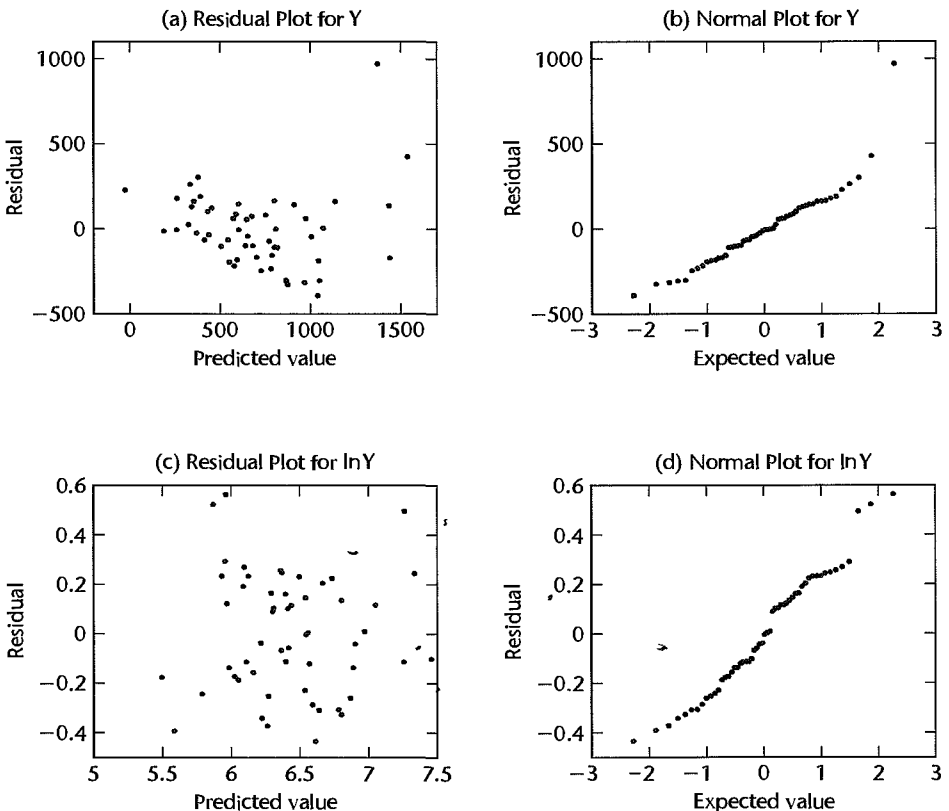 (a) Residual Plot for Y
1000
500
0
−500
Residual
0 500 1000 1500
Predicted value
(b) Normal Plot for Y
1000
500
0
−500
Residual
−3 −2 −1 0 1 2 3
Expected value
(c) Residual Plot for lnY
0.6
0.4
0.2
0
−0.2
−0.4
Residual
5 5.5 6 6.5 7 7.5
Predicted value
(d) Normal Plot for lnY
0.6
0.4
0.2
0
−0.2
−0.4
Residual
−3 −2 −1 0 1 2 3
Expected value